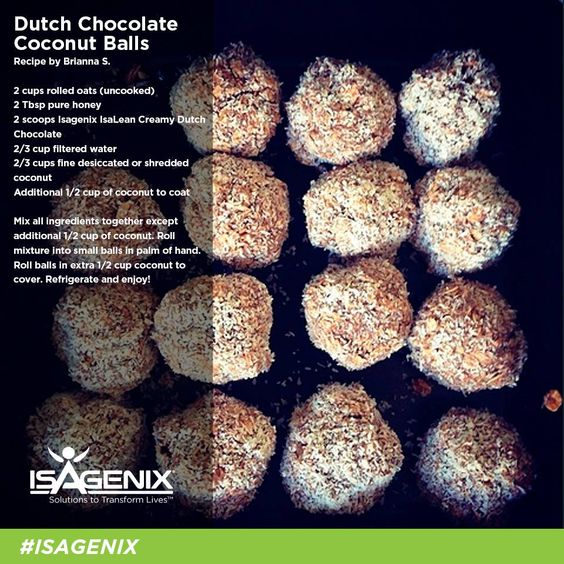 Dutch Chocolate
Coconut Balls
Recipe by Brianna S.
2 cups rolled oats (uncooked)
2 Tbsp pure honey
2 scoops Isagenix IsaLean Creamy Dutch
Chocolate
2/3 cup filtered water
2/3 cups fine desiccated or shredded
coconut
Additional 1/2 cup of coconut to coat
Mix all ingredients together except
additional 1/2 cup of coconut. Roll
mixture into small balls in palm of hand.
Roll balls in extra 1/2 cup coconut to
cover. Refrigerate and enjoy!
ISAGENIX
Solutions to Transform Lives™
#ISAGENIX